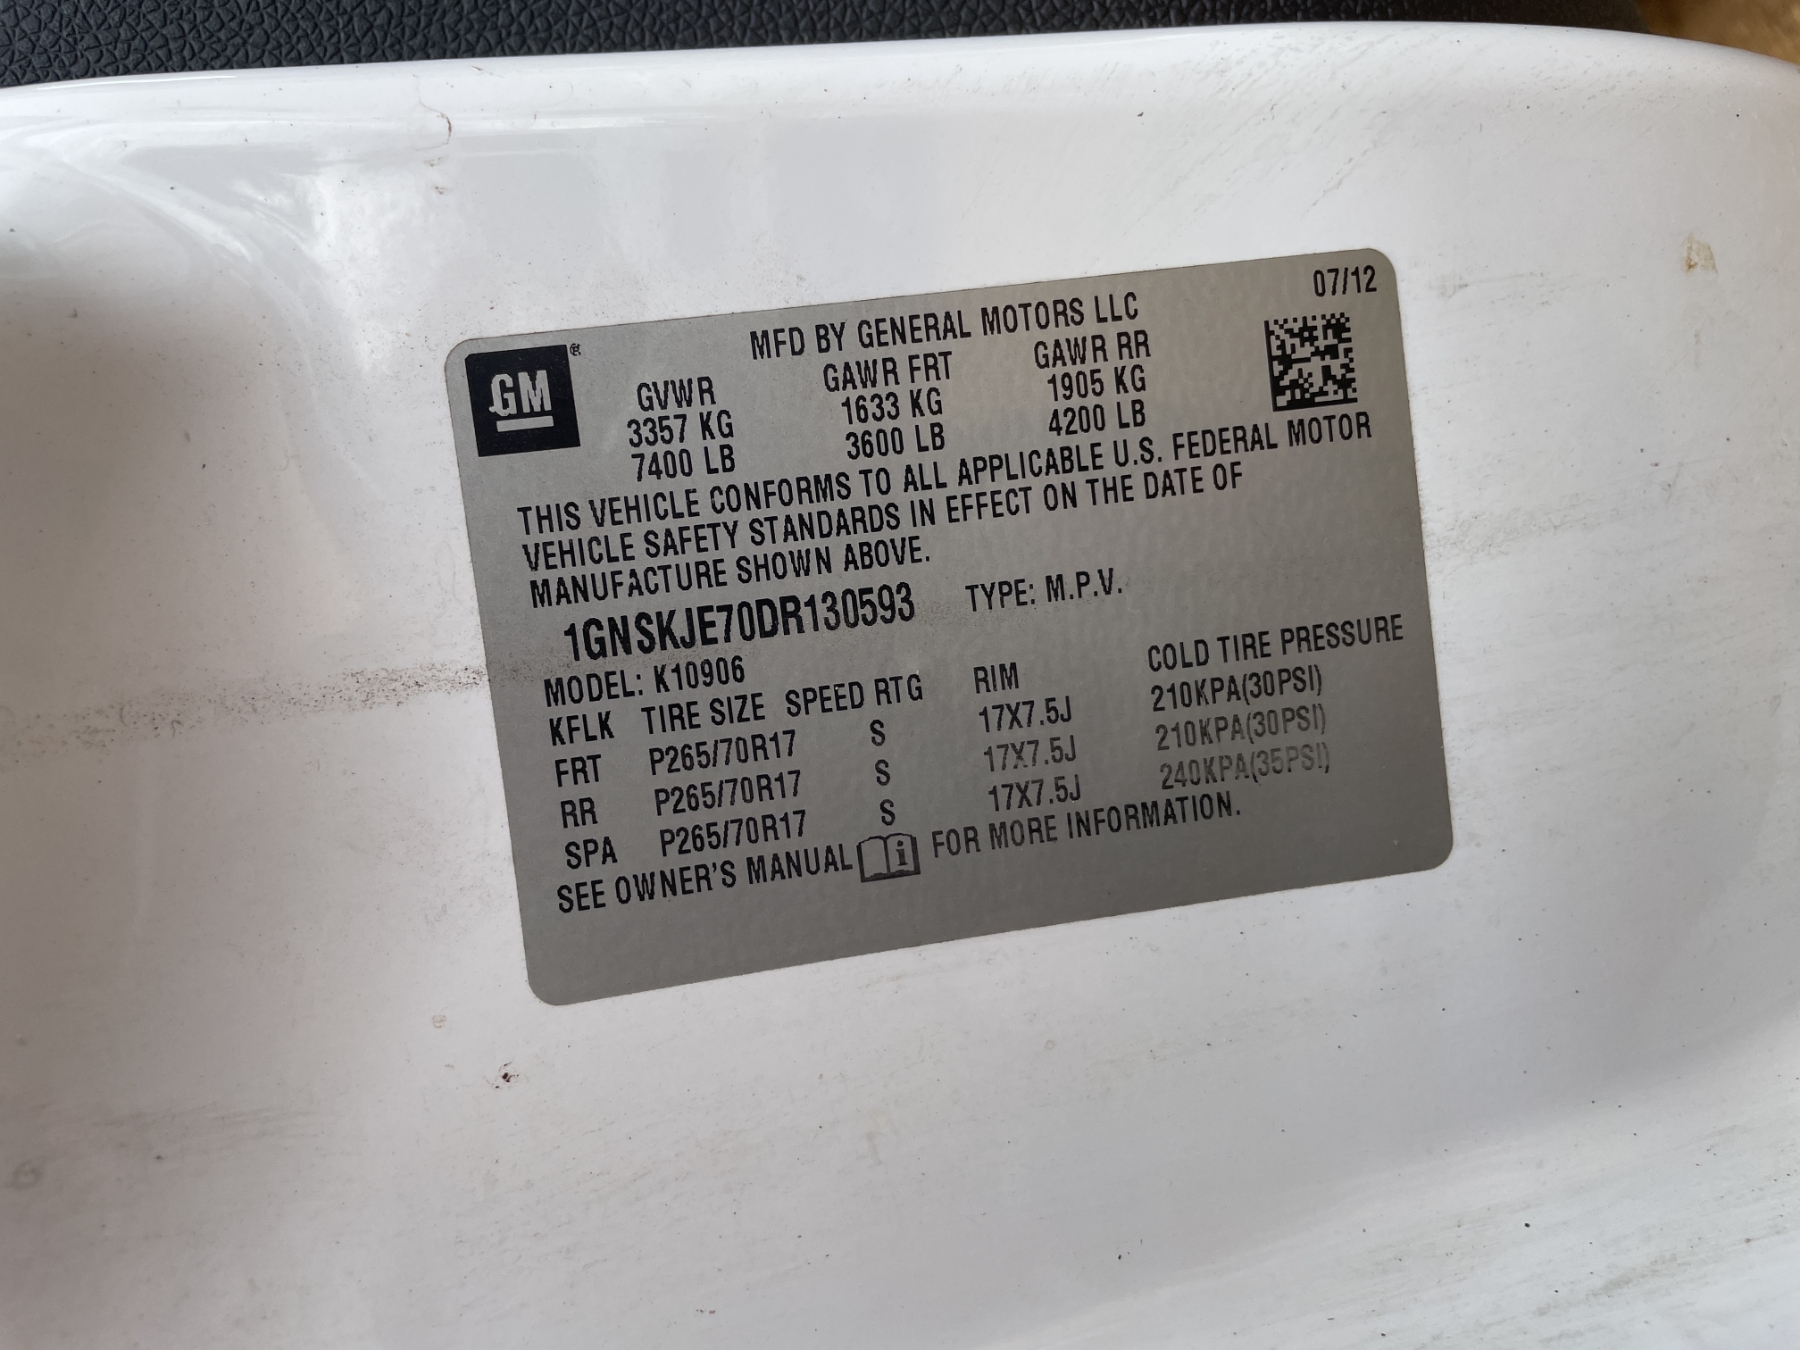 07/12
MFD BY GENERAL MOTORS LLC
GM®
GVWR GAWR FRT GAWR RR
3357 KG 1633 KG 1905 KG
7400 LB 3600 LB 4200 LB
THIS VEHICLE CONFORMS TO ALL APPLICABLE U.S. FEDERAL MOTOR
VEHICLE SAFETY STANDARDS IN EFFECT ON THE DATE OF
MANUFACTURE SHOWN ABOVE.
1GNSKJE70DR130593 TYPE: M.P.V.
MODEL: K10906
KFLK TIRE SIZE SPEED RTG RIM COLD TIRE PRESSURE
FRT P265/70R17 S 17X7.5J 210KPA(30PSI)
RR P265/70R17 S 17X7.5J 210KPA(30PSI)
SPA P265/70R17 S 17X7.5J 240KPA(35PSI)
SEE OWNER'S MANUAL i FOR MORE INFORMATION.